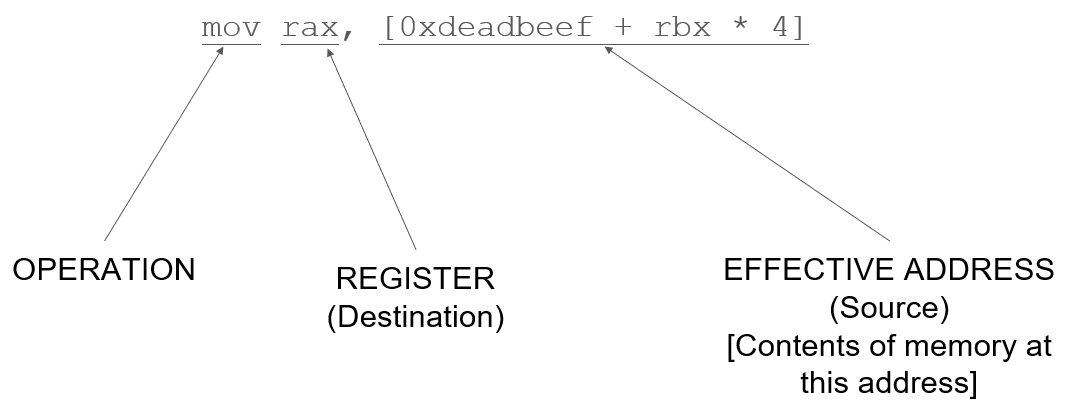 mov rax, [0xdeadbeef + rbx * 4]
OPERATION
REGISTER
(Destination)
EFFECTIVE ADDRESS
(Source)
[Contents of memory at
this address]